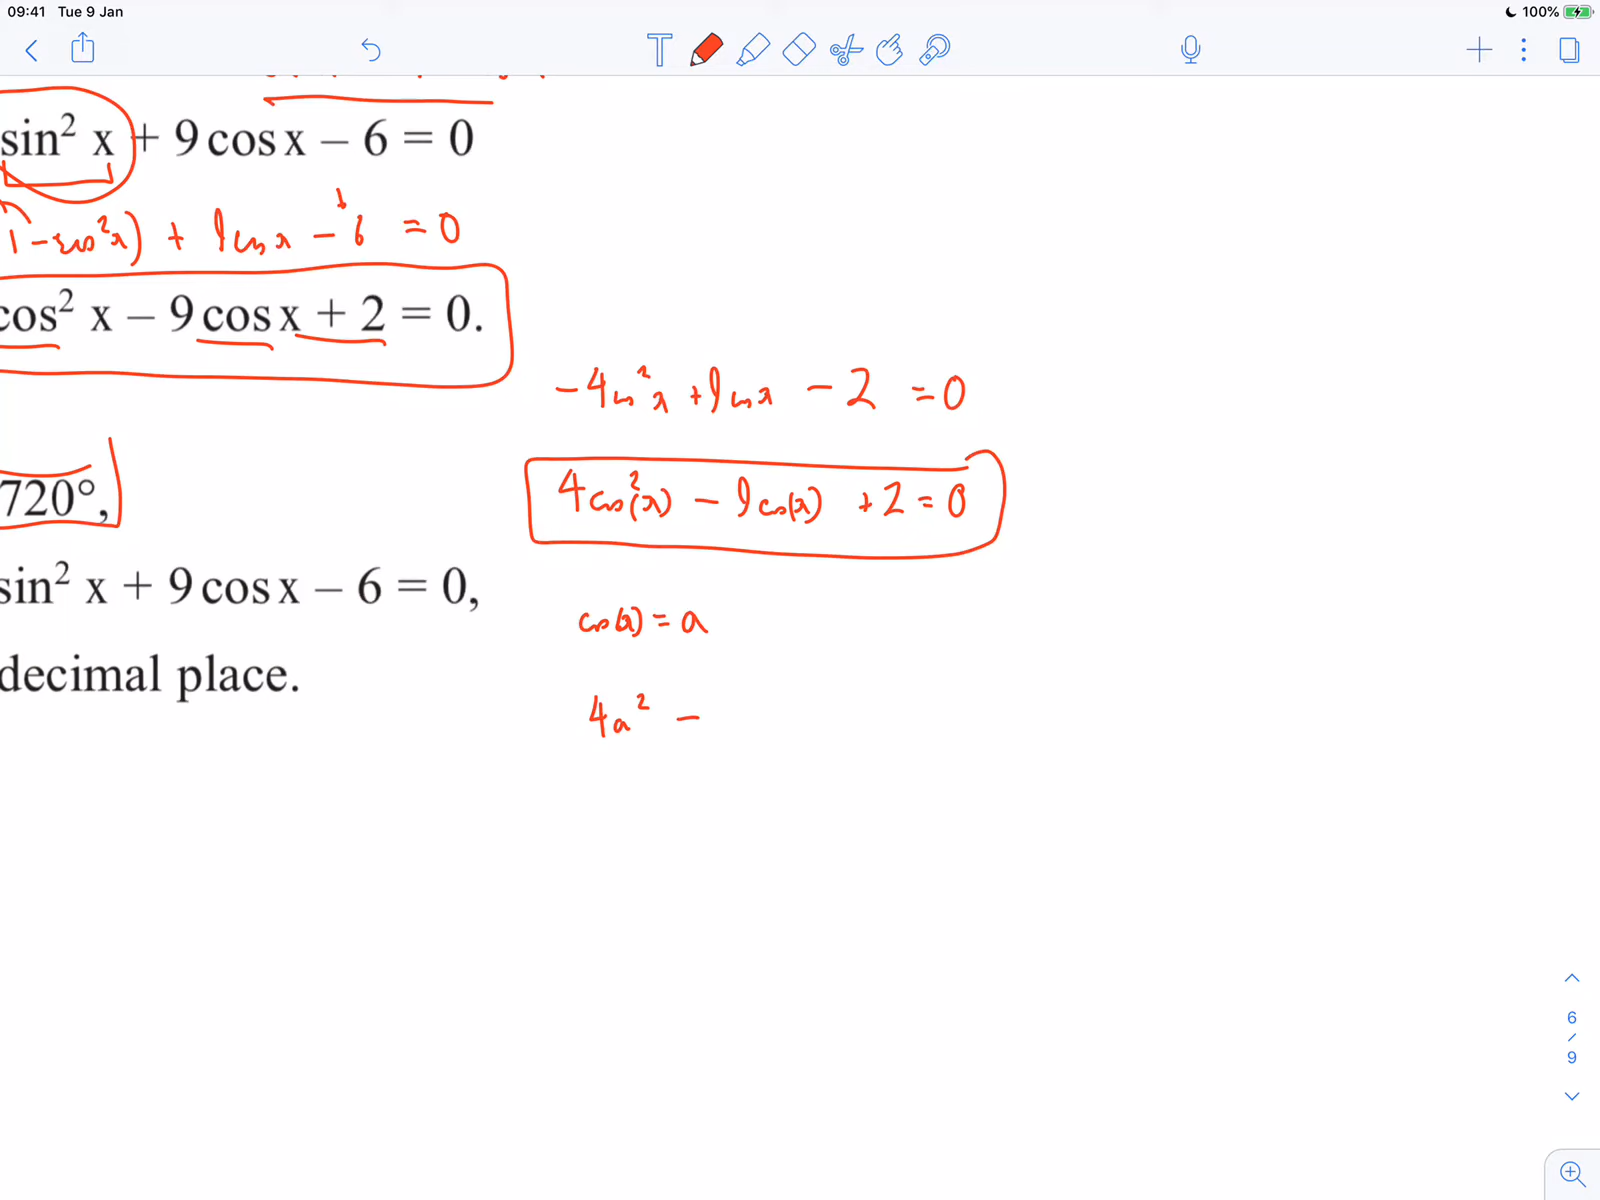 09:41 Tue 9 Jan
100%
T
sin² x + 9 cos x – 6 = 0
1 - cos²x) + 9cosx - 6 = 0
cos² x – 9 cos x + 2 = 0.
-4cos²x + 9cosx - 2 = 0
720°,
4cos²(x) - 9cos(x) + 2 = 0
sin² x + 9 cos x – 6 = 0,
cos(x) = a
decimal place.
4a² -
6
/
9